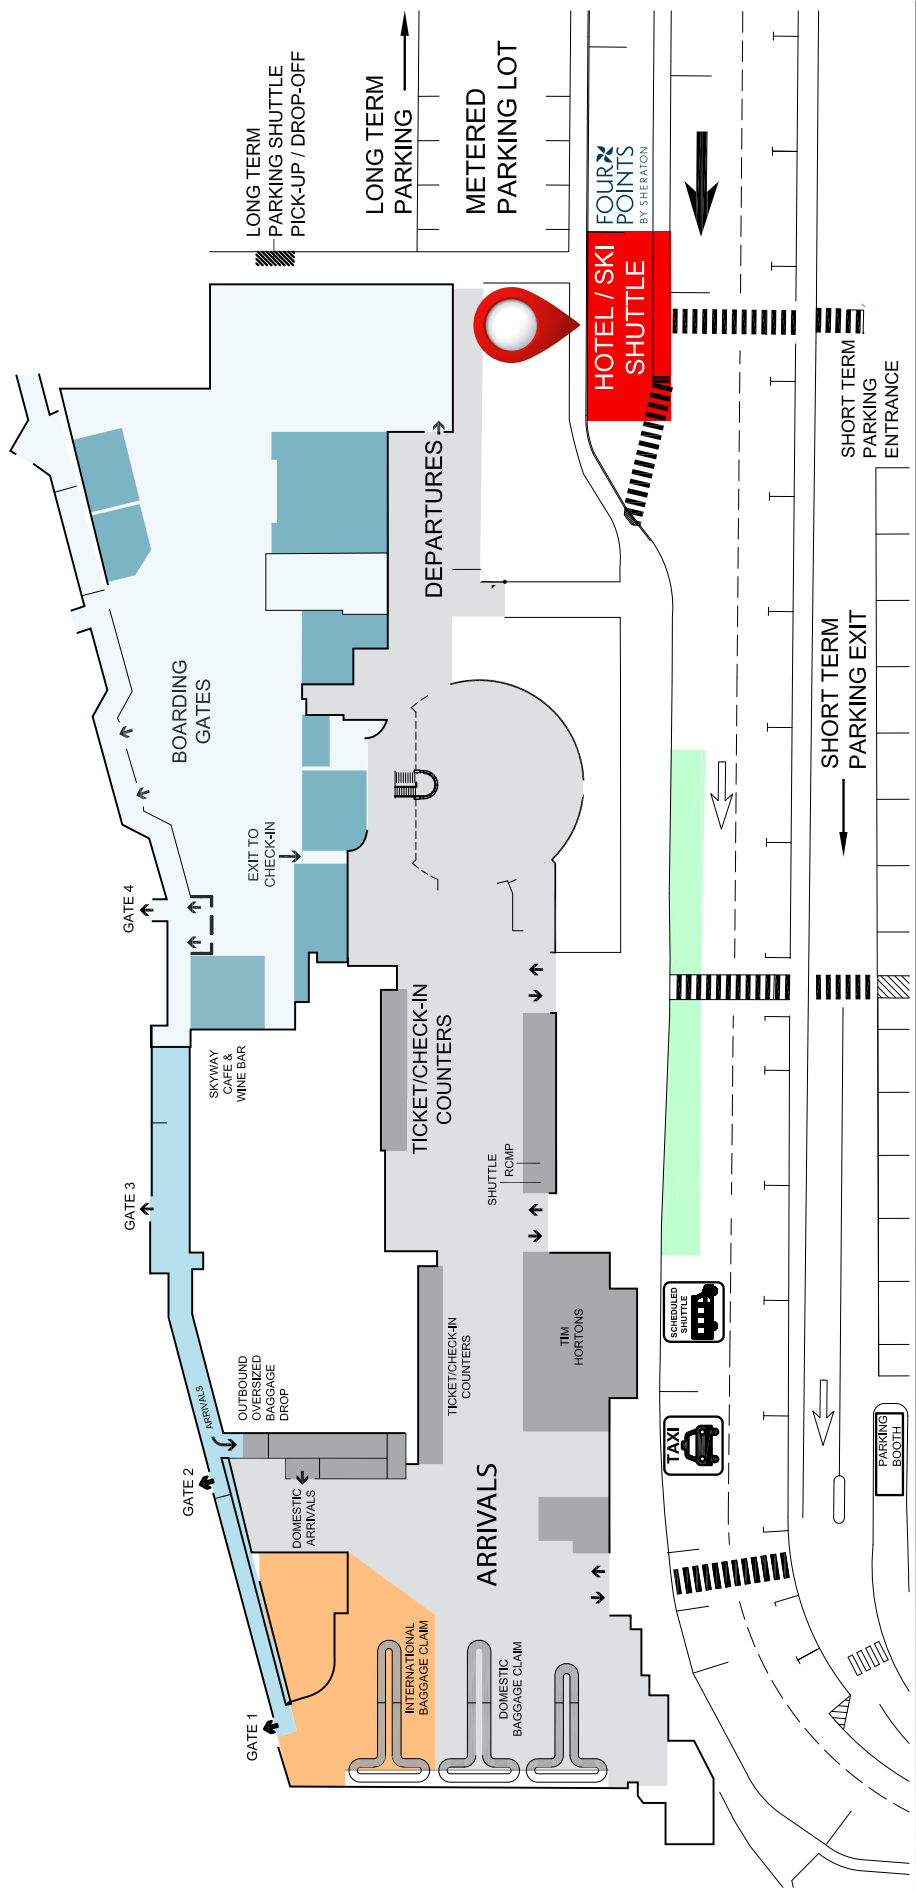 LONG TERM
PARKING SHUTTLE
PICK-UP / DROP-OFF
LONG TERM
PARKING
METERED
PARKING LOT
FOUR POINTS
BY SHERATON
HOTEL / SKI
SHUTTLE
SHORT TERM
PARKING
ENTRANCE
DEPARTURES
BOARDING
GATES
SHORT TERM
PARKING EXIT
EXIT TO
CHECK-IN
GATE 4
SKYWAY
CAFE &
WINE BAR
TICKET/CHECK-IN
COUNTERS
SHUTTLE
RCMP
GATE 3
SCHEDULED
SHUTTLE
TIM
HORTONS
TICKET/CHECK-IN
COUNTERS
OUTBOUND
OVERSIZED
BAGGAGE
DROP
ARRIVALS
GATE 2
DOMESTIC
ARRIVALS
ARRIVALS
TAXI
PARKING
BOOTH
INTERNATIONAL
BAGGAGE CLAIM
DOMESTIC
BAGGAGE CLAIM
GATE 1